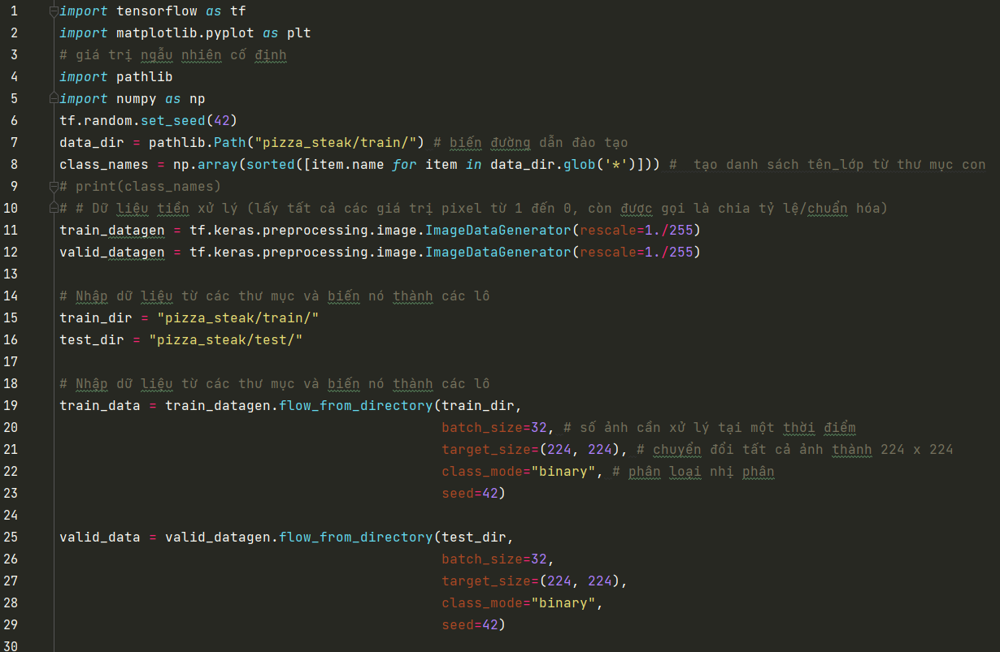 1 import tensorflow as tf
2 import matplotlib.pyplot as plt
3 # giá trị ngẫu nhiên cố định
4 import pathlib
5 import numpy as np
6 tf.random.set_seed(42)
7 data_dir = pathlib.Path("pizza_steak/train/") # biến đường dẫn đào tạo
8 class_names = np.array(sorted([item.name for item in data_dir.glob('*')])) #  tạo danh sách tên_lớp từ thư mục con
9 # print(class_names)
10 # # Dữ liệu tiền xử lý (lấy tất cả các giá trị pixel từ 1 đến 0, còn được gọi là chia tỷ lệ/chuẩn hóa)
11 train_datagen = tf.keras.preprocessing.image.ImageDataGenerator(rescale=1./255)
12 valid_datagen = tf.keras.preprocessing.image.ImageDataGenerator(rescale=1./255)
13
14 # Nhập dữ liệu từ các thư mục và biến nó thành các lô
15 train_dir = "pizza_steak/train/"
16 test_dir = "pizza_steak/test/"
17
18 # Nhập dữ liệu từ các thư mục và biến nó thành các lô
19 train_data = train_datagen.flow_from_directory(train_dir,
20 batch_size=32, # số ảnh cần xử lý tại một thời điểm
21 target_size=(224, 224), # chuyển đổi tất cả ảnh thành 224 x 224
22 class_mode="binary", # phân loại nhị phân
23 seed=42)
24
25 valid_data = valid_datagen.flow_from_directory(test_dir,
26 batch_size=32,
27 target_size=(224, 224),
28 class_mode="binary",
29 seed=42)
30